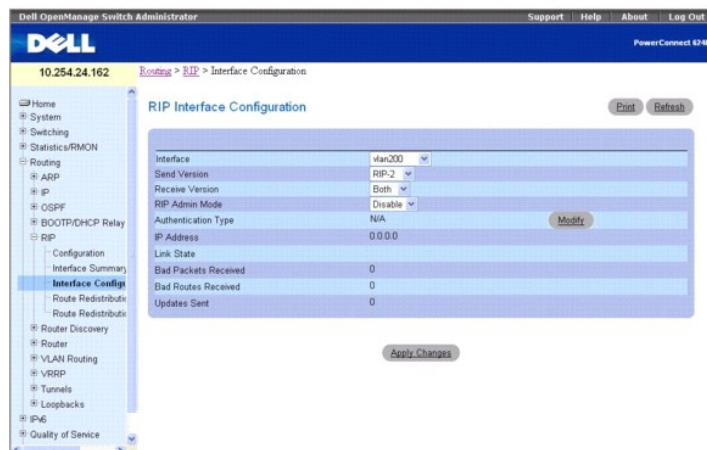 Dell OpenManage Switch Administrator
Support Help About Log Out
DELL
PowerConnect 6248
10.254.24.162
Routing > RIP > Interface Configuration
Home
System
Switching
Statistics/RMON
Routing
ARP
IP
OSPF
BOOTP/DHCP Relay
RIP
Configuration
Interface Summary
Interface Configu
Route Redistributio
Route Redistributio
Router Discovery
Router
VLAN Routing
VRRP
Tunnels
Loopbacks
IPv6
Quality of Service
RIP Interface Configuration
Print Refresh
Interface vlan200
Send Version RIP-2
Receive Version Both
RIP Admin Mode Disable
Authentication Type N/A Modify
IP Address 0.0.0.0
Link State
Bad Packets Received 0
Bad Routes Received 0
Updates Sent 0
Apply Changes